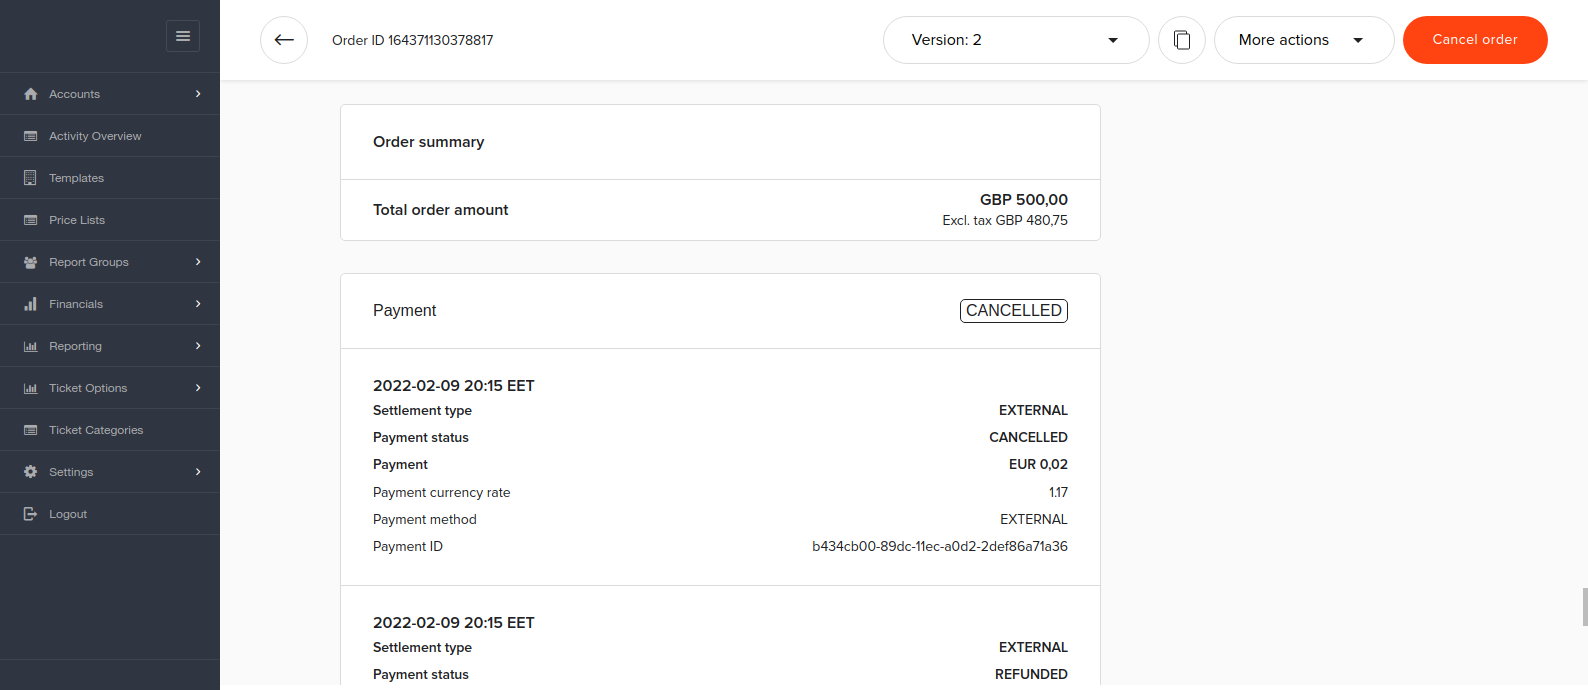 Order ID 164371130378817
Version: 2
More actions
Cancel order
Accounts
Activity Overview
Templates
Price Lists
Report Groups
Financials
Reporting
Ticket Options
Ticket Categories
Settings
Logout
Order summary
Total order amount
GBP 500,00
Excl. tax GBP 480,75
Payment
CANCELLED
2022-02-09 20:15 EET
Settlement type EXTERNAL
Payment status CANCELLED
Payment EUR 0,02
Payment currency rate 1.17
Payment method EXTERNAL
Payment ID b434cb00-89dc-11ec-a0d2-2def86a71a36
2022-02-09 20:15 EET
Settlement type EXTERNAL
Payment status REFUNDED